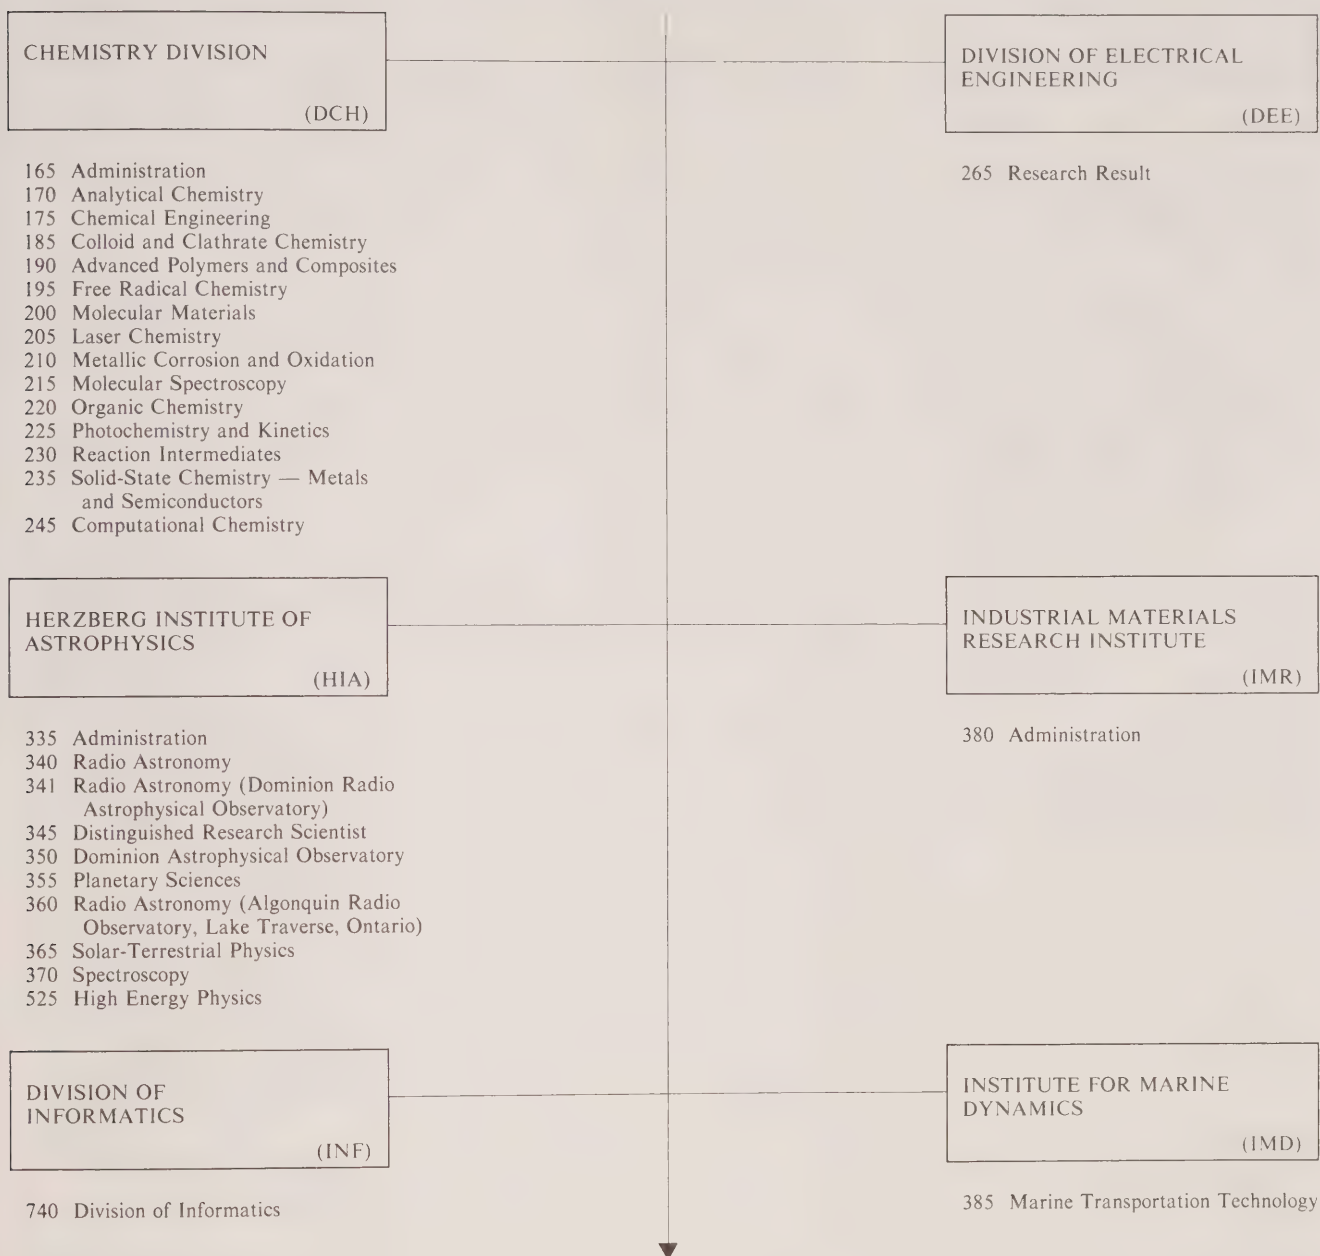 CHEMISTRY DIVISION
(DCH)
165 Administration
170 Analytical Chemistry
175 Chemical Engineering
185 Colloid and Clathrate Chemistry
190 Advanced Polymers and Composites
195 Free Radical Chemistry
200 Molecular Materials
205 Laser Chemistry
210 Metallic Corrosion and Oxidation
215 Molecular Spectroscopy
220 Organic Chemistry
225 Photochemistry and Kinetics
230 Reaction Intermediates
235 Solid-State Chemistry — Metals
and Semiconductors
245 Computational Chemistry
DIVISION OF ELECTRICAL
ENGINEERING
(DEE)
265 Research Result
HERZBERG INSTITUTE OF
ASTROPHYSICS
(HIA)
335 Administration
340 Radio Astronomy
341 Radio Astronomy (Dominion Radio
Astrophysical Observatory)
345 Distinguished Research Scientist
350 Dominion Astrophysical Observatory
355 Planetary Sciences
360 Radio Astronomy (Algonquin Radio
Observatory, Lake Traverse, Ontario)
365 Solar-Terrestrial Physics
370 Spectroscopy
525 High Energy Physics
INDUSTRIAL MATERIALS
RESEARCH INSTITUTE
(IMR)
380 Administration
DIVISION OF
INFORMATICS
(INF)
740 Division of Informatics
INSTITUTE FOR MARINE
DYNAMICS
(IMD)
385 Marine Transportation Technology